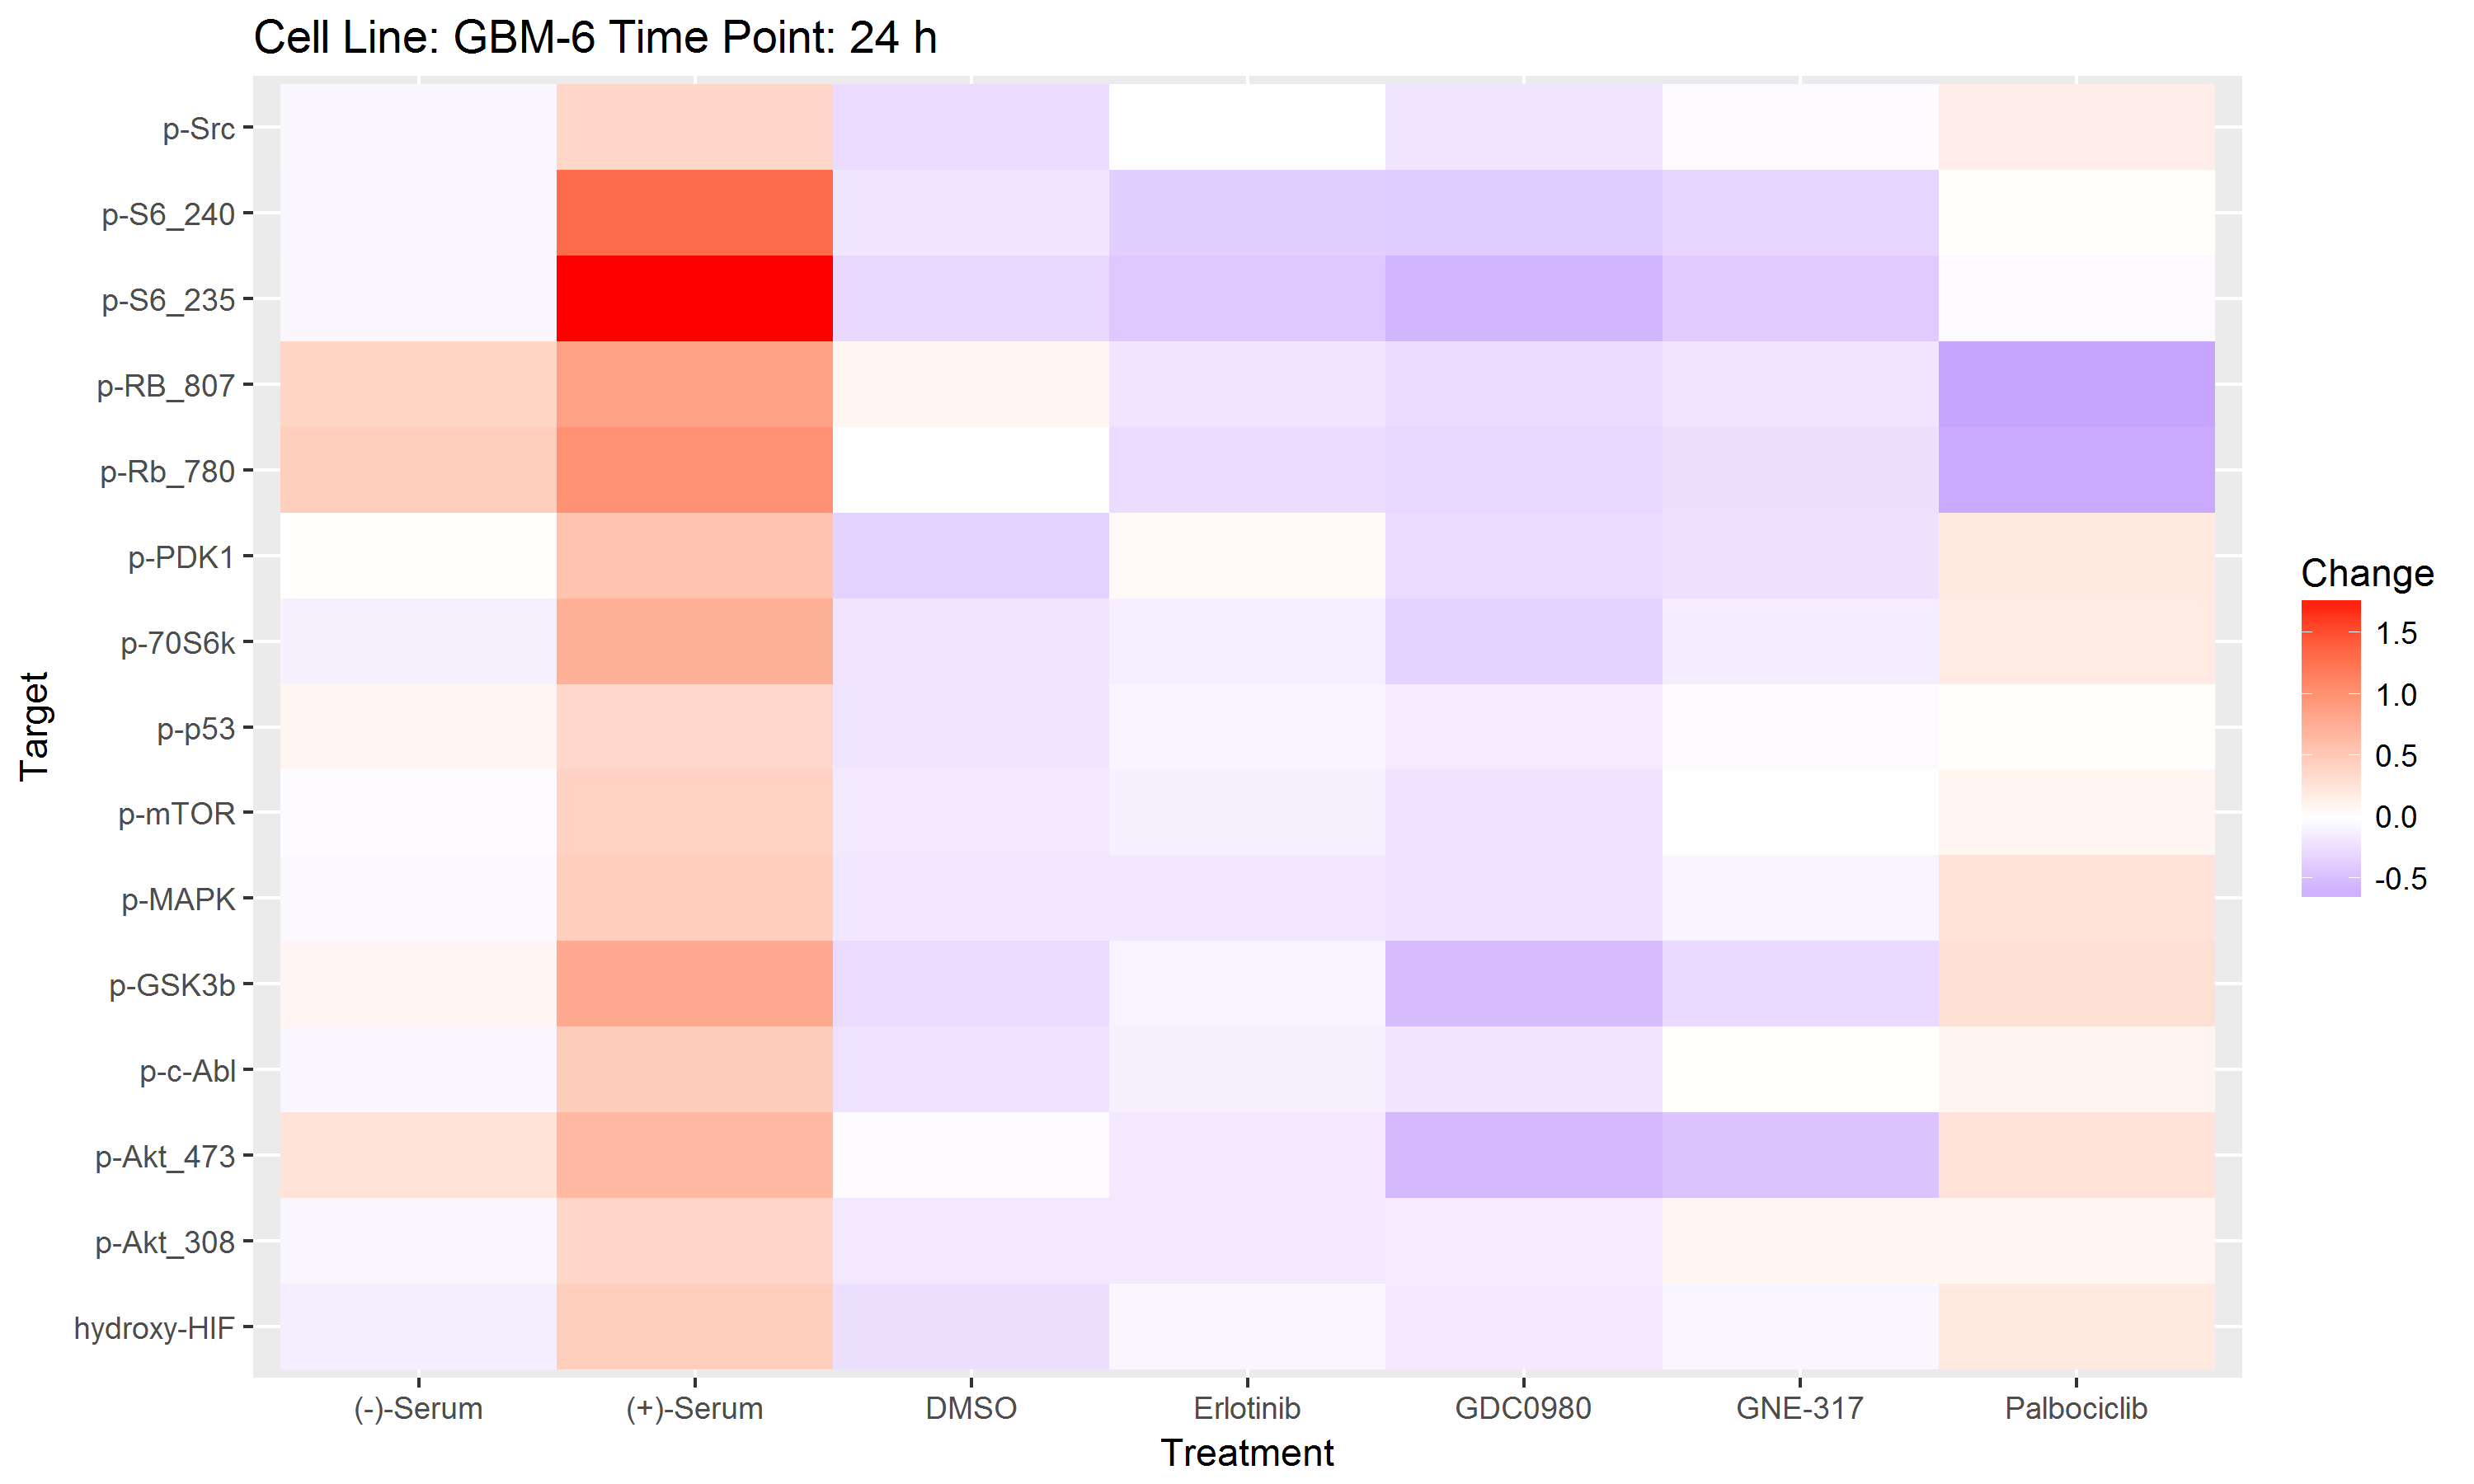 Cell Line: GBM-6 Time Point: 24 h
p-Src
p-S6_240
p-S6_235
p-RB_807
p-Rb_780
p-PDK1
p-70S6k
p-p53
p-mTOR
p-MAPK
p-GSK3b
p-c-Abl
p-Akt_473
p-Akt_308
hydroxy-HIF
Target
(-)-Serum
(+)-Serum
DMSO
Erlotinib
GDC0980
GNE-317
Palbociclib
Treatment
Change
1.5
1.0
0.5
0.0
-0.5